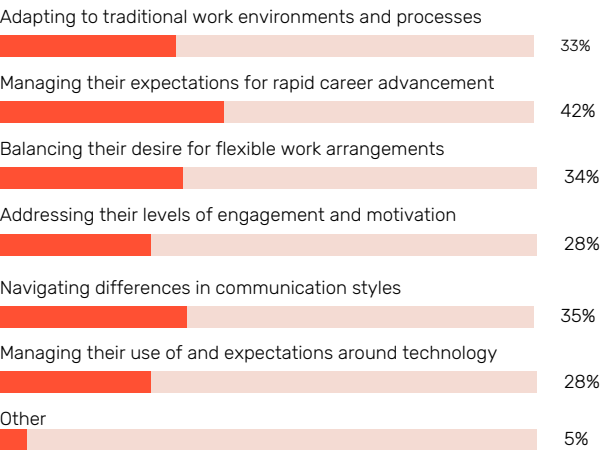 Adapting to traditional work environments and processes
33%
Managing their expectations for rapid career advancement
42%
Balancing their desire for flexible work arrangements
34%
Addressing their levels of engagement and motivation
28%
Navigating differences in communication styles
35%
Managing their use of and expectations around technology
28%
Other
5%